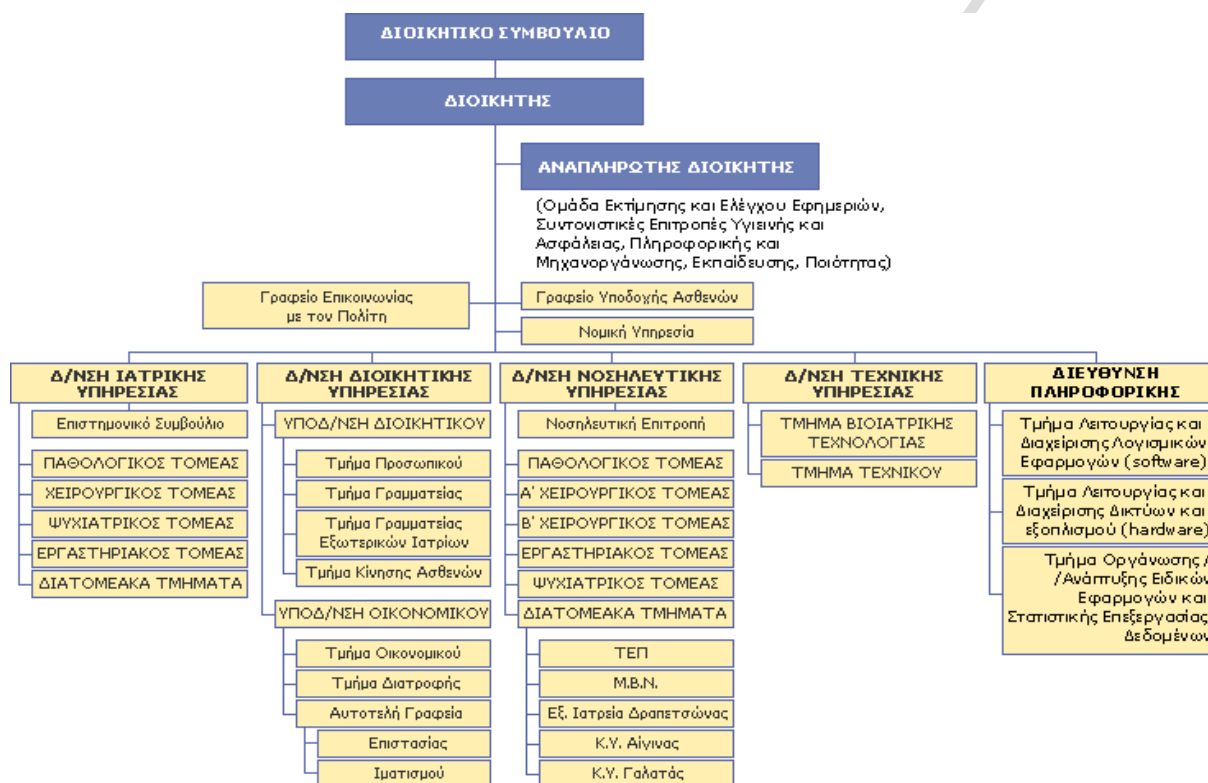 ΔΙΟΙΚΗΤΙΚΟ ΣΥΜΒΟΥΛΙΟ
ΔΙΟΙΚΗΤΗΣ
ΑΝΑΠΛΗΡΩΤΗΣ ΔΙΟΙΚΗΤΗΣ
(Ομάδα Εκτίμησης και Ελέγχου Εφημεριών,
Συντονιστικές Επιτροπές Υγιεινής και
Ασφάλειας, Πληροφορικής και
Μηχανοργάνωσης, Εκπαίδευσης, Ποιότητας)
Γραφείο Επικοινωνίας
με τον Πολίτη
Γραφείο Υποδοχής Ασθενών
Νομική Υπηρεσία
Δ/ΝΣΗ ΙΑΤΡΙΚΗΣ
ΥΠΗΡΕΣΙΑΣ
Επιστημονικό Συμβούλιο
ΠΑΘΟΛΟΓΙΚΟΣ ΤΟΜΕΑΣ
ΧΕΙΡΟΥΡΓΙΚΟΣ ΤΟΜΕΑΣ
ΨΥΧΙΑΤΡΙΚΟΣ ΤΟΜΕΑΣ
ΕΡΓΑΣΤΗΡΙΑΚΟΣ ΤΟΜΕΑΣ
ΔΙΑΤΟΜΕΑΚΑ ΤΜΗΜΑΤΑ
Δ/ΝΣΗ ΔΙΟΙΚΗΤΙΚΗΣ
ΥΠΗΡΕΣΙΑΣ
ΥΠΟΔ/ΝΣΗ ΔΙΟΙΚΗΤΙΚΟΥ
Τμήμα Προσωπικού
Τμήμα Γραμματείας
Τμήμα Γραμματείας
Εξωτερικών Ιατρίων
Τμήμα Κίνησης Ασθενών
ΥΠΟΔ/ΝΣΗ ΟΙΚΟΝΟΜΙΚΟΥ
Τμήμα Οικονομικού
Τμήμα Διατροφής
Αυτοτελή Γραφεία
Επιστασίας
Ιματισμού
Δ/ΝΣΗ ΝΟΣΗΛΕΥΤΙΚΗΣ
ΥΠΗΡΕΣΙΑΣ
Νοσηλευτική Επιτροπή
ΠΑΘΟΛΟΓΙΚΟΣ ΤΟΜΕΑΣ
Α' ΧΕΙΡΟΥΡΓΙΚΟΣ ΤΟΜΕΑΣ
Β' ΧΕΙΡΟΥΡΓΙΚΟΣ ΤΟΜΕΑΣ
ΕΡΓΑΣΤΗΡΙΑΚΟΣ ΤΟΜΕΑΣ
ΨΥΧΙΑΤΡΙΚΟΣ ΤΟΜΕΑΣ
ΔΙΑΤΟΜΕΑΚΑ ΤΜΗΜΑΤΑ
ΤΕΠ
Μ.Β.Ν.
Εξ. Ιατρεία Δραπετσώνας
Κ.Υ. Αίγινας
Κ.Υ. Γαλατάς
Δ/ΝΣΗ ΤΕΧΝΙΚΗΣ
ΥΠΗΡΕΣΙΑΣ
ΤΜΗΜΑ ΒΙΟΙΑΤΡΙΚΗΣ
ΤΕΧΝΟΛΟΓΙΑΣ
ΤΜΗΜΑ ΤΕΧΝΙΚΟΥ
ΔΙΕΥΘΥΝΣΗ
ΠΛΗΡΟΦΟΡΙΚΗΣ
Τμήμα Λειτουργίας και
Διαχείρισης Λογισμικών
Εφαρμογών (software)
Τμήμα Λειτουργίας και
Διαχείρισης Δικτύων και
εξοπλισμού (hardware)
Τμήμα Οργάνωσης /
/Ανάπτυξης Ειδικών
Εφαρμογών και
Στατιστικής Επεξεργασίας
Δεδομένων